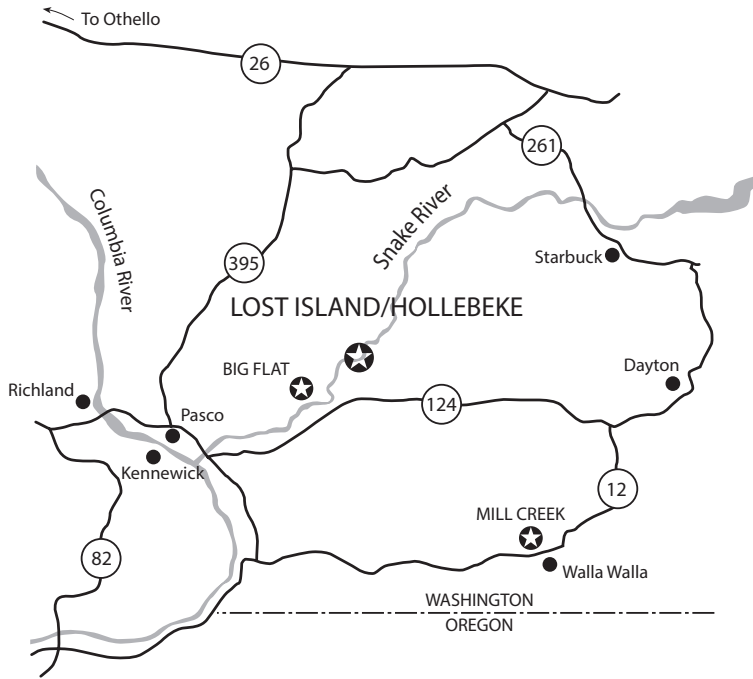 To Othello
26
261
Columbia River
Snake River
395
Starbuck
LOST ISLAND/HOLLEBEKE
BIG FLAT
Dayton
Richland
124
Pasco
Kennewick
12
MILL CREEK
82
Walla Walla
WASHINGTON
OREGON